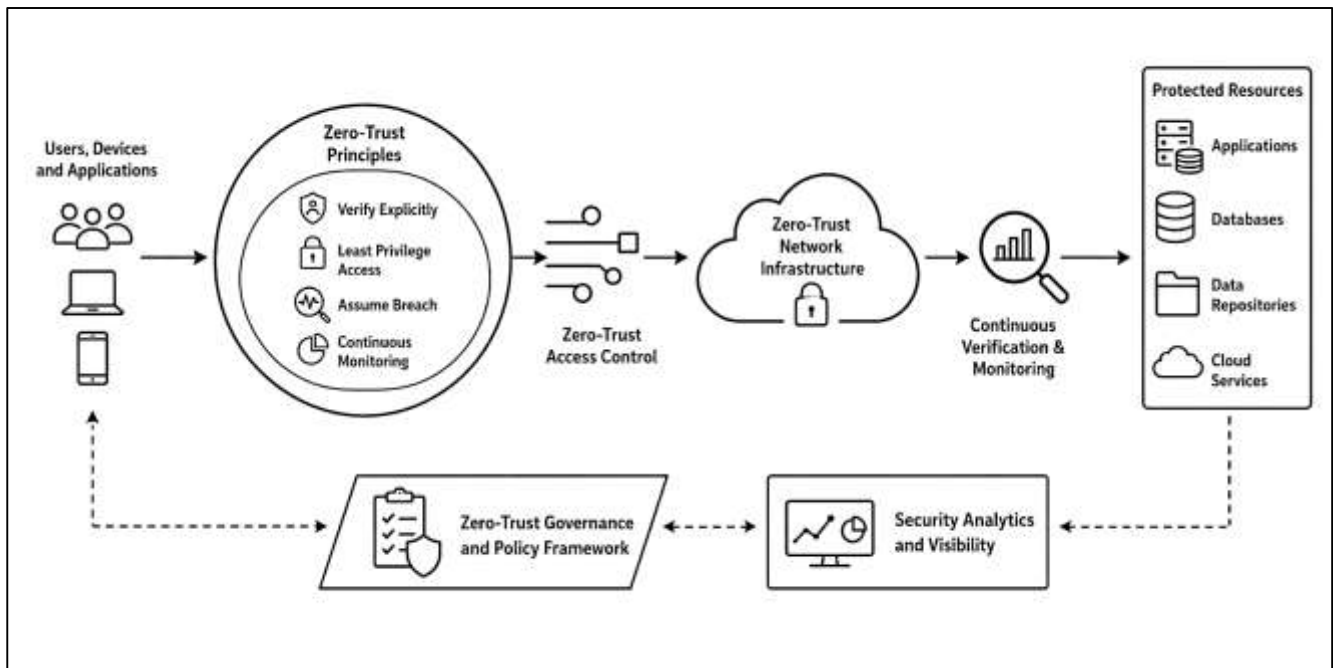 Users, Devices
and Applications
Zero-Trust
Principles
Verify Explicitly
Least Privilege
Access
Assume Breach
Continuous
Monitoring
Zero-Trust
Access Control
Zero-Trust
Network
Infrastructure
Continuous
Verification &
Monitoring
Protected Resources
Applications
Databases
Data
Repositories
Cloud
Services
Zero-Trust Governance
and Policy Framework
Security Analytics
and Visibility